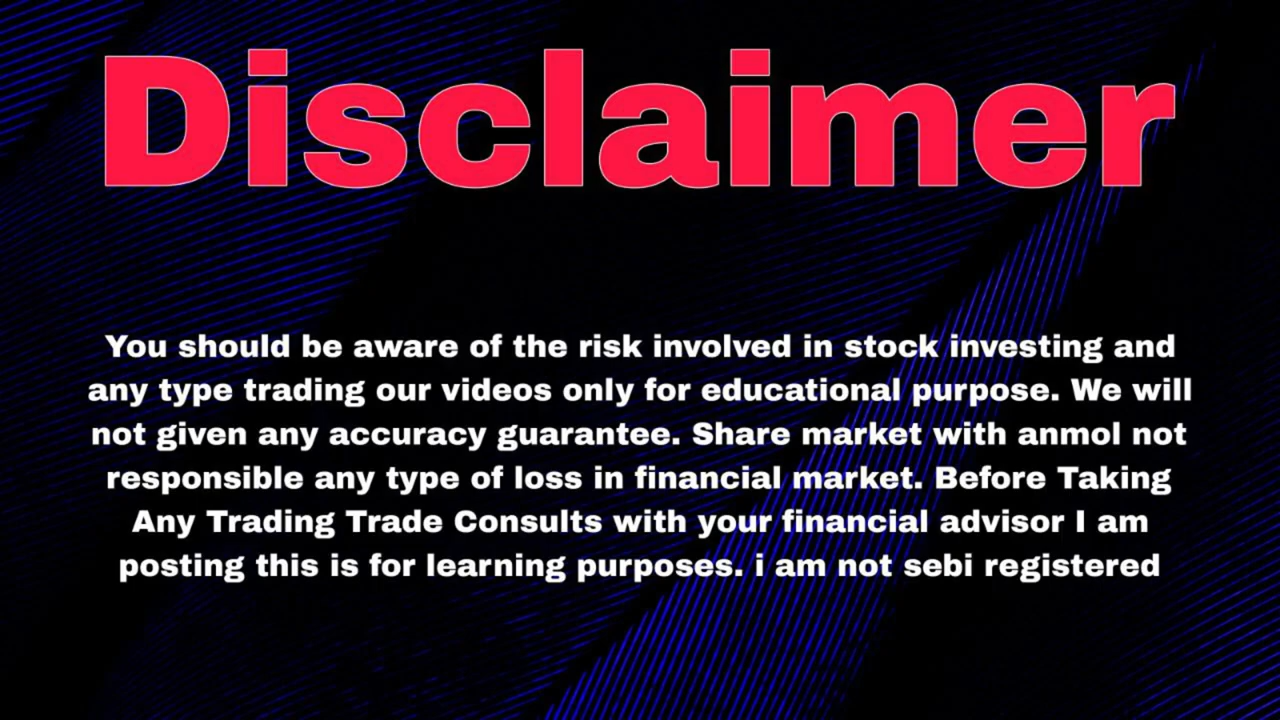 Disclaimer
You should be aware of the risk involved in stock investing and
any type trading our videos only for educational purpose. We will
not given any accuracy guarantee. Share market with anmol not
responsible any type of loss in financial market. Before Taking
Any Trading Trade Consults with your financial advisor I am
posting this is for learning purposes. i am not sebi registered